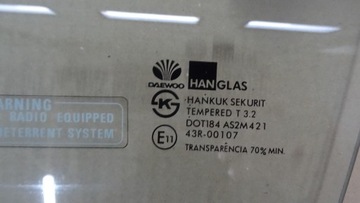 DAEWOO
HANGLAS
HANKUK SEKURIT
TEMPERED T 3.2
DOT184 AS2M421
43R-00107
E11
TRANSPARÊNCIA 70% MIN.
WARNING
RADIO EQUIPPED
DETERRENT SYSTEM